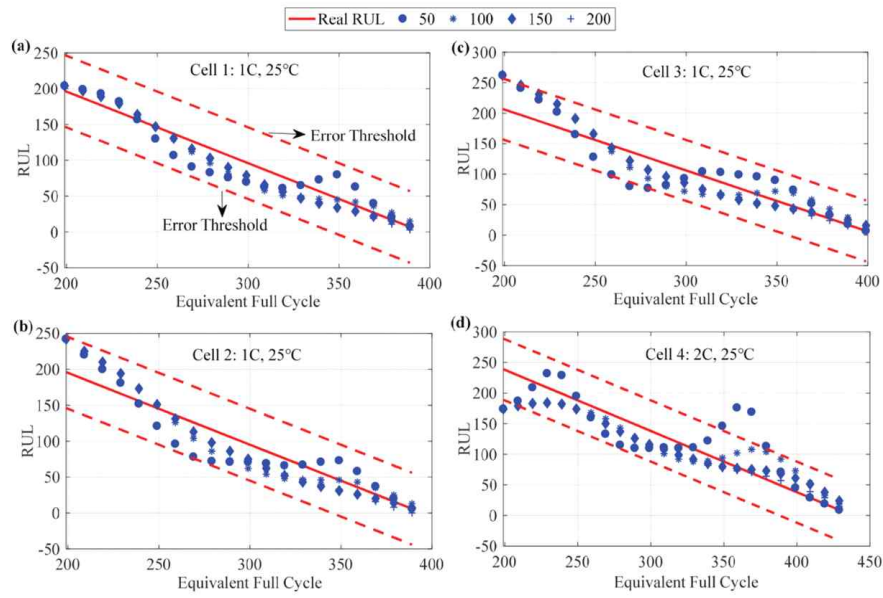 Real RUL 50 100 150 200
(a)
250
200
150
100
50
0
-50
RUL
Cell 1: 1C, 25°C
Error Threshold
Error Threshold
200 250 300 350 400
Equivalent Full Cycle
(c)
300
250
200
150
100
50
0
-50
RUL
Cell 3: 1C, 25°C
200 250 300 350 400
Equivalent Full Cycle
(b)
250
200
150
100
50
0
-50
RUL
Cell 2: 1C, 25°C
200 250 300 350 400
Equivalent Full Cycle
(d)
300
250
200
150
100
50
0
-50
RUL
Cell 4: 2C, 25°C
200 250 300 350 400 450
Equivalent Full Cycle